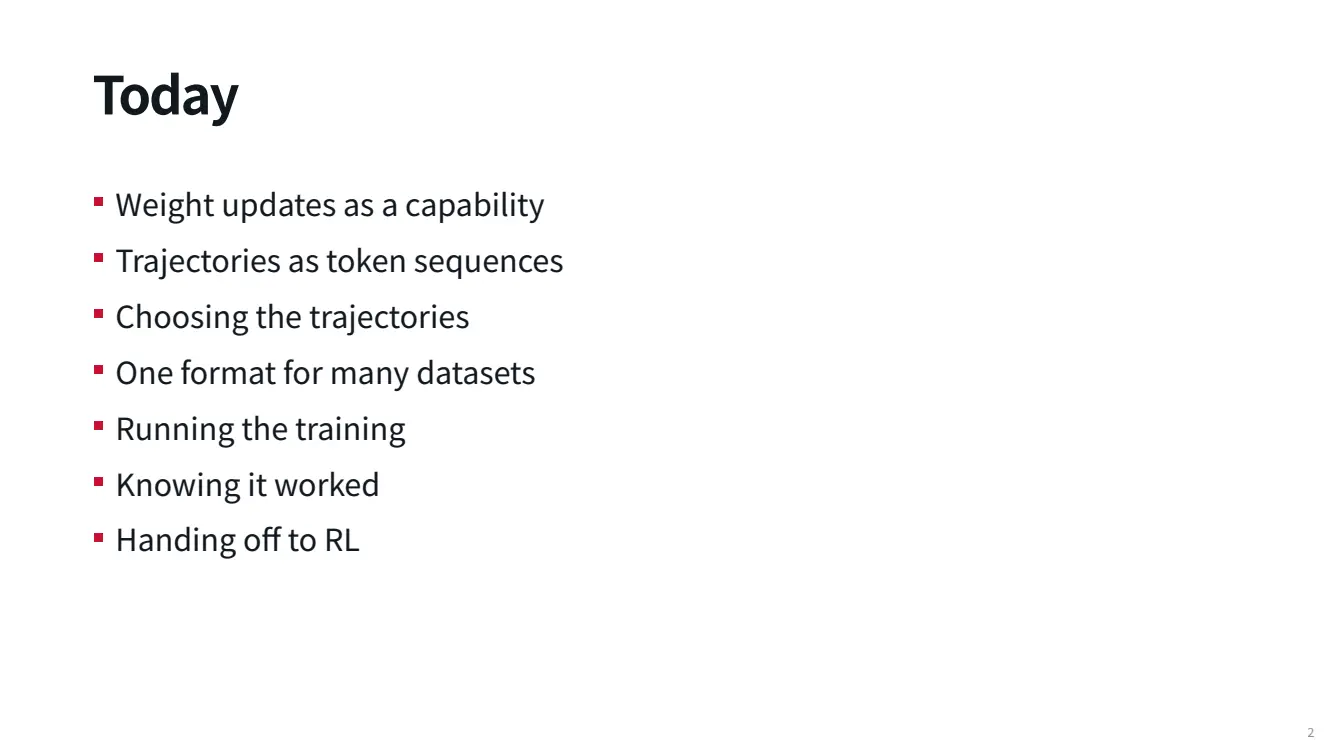 Today
Weight updates as a capability
Trajectories as token sequences
Choosing the trajectories
One format for many datasets
Running the training
Knowing it worked
Handing off to RL
2